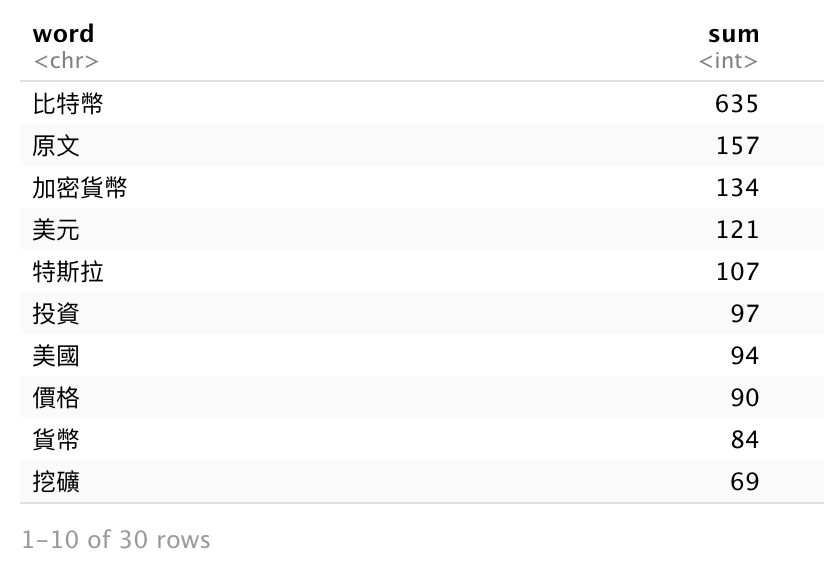 word sum
<chr> <int>
比特幣 635
原文 157
加密貨幣 134
美元 121
特斯拉 107
投資 97
美國 94
價格 90
貨幣 84
挖礦 69
1-10 of 30 rows